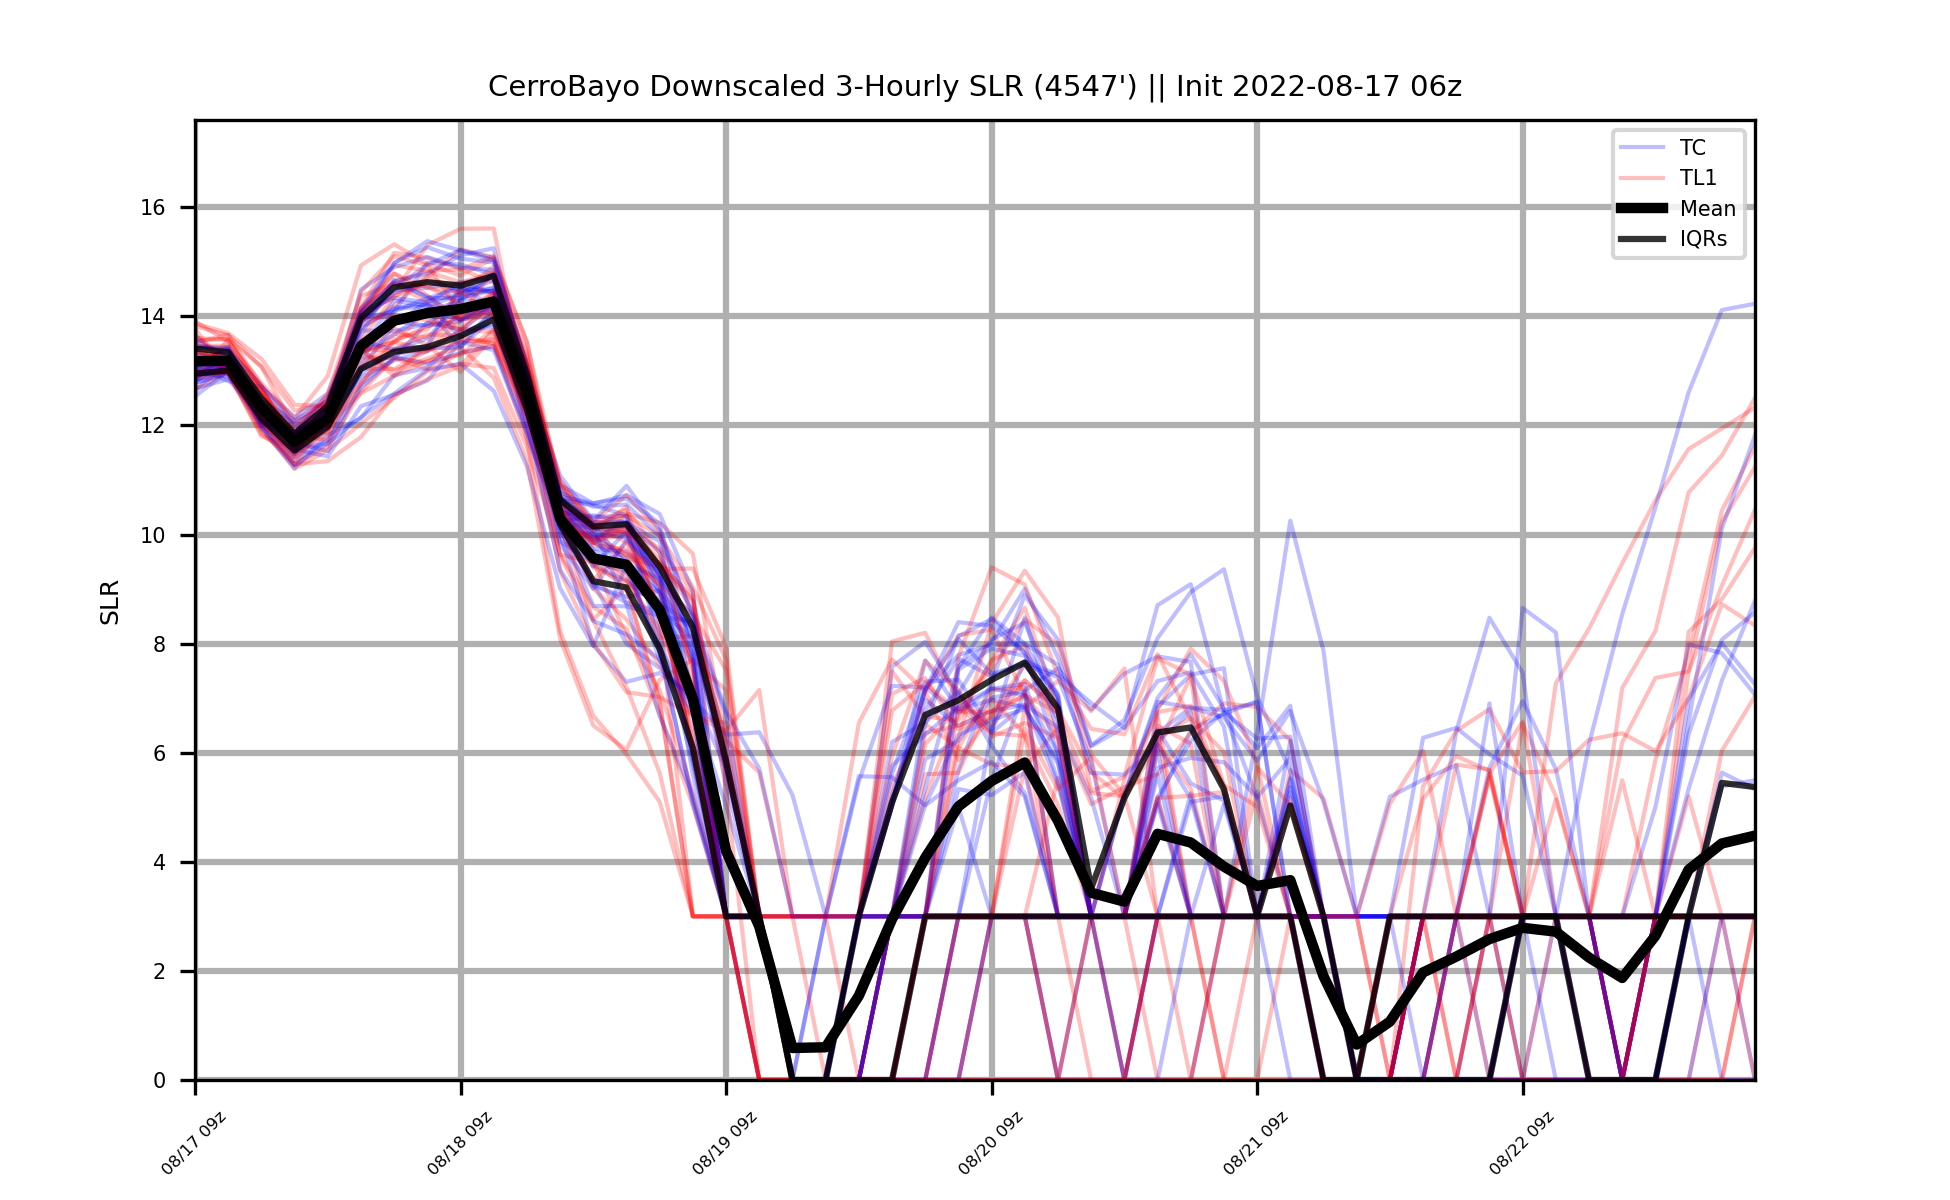 CerroBayo Downscaled 3-Hourly SLR (4547') || Init 2022-08-17 06z
TC
TL1
Mean
IQRs
SLR
16
14
12
10
8
6
4
2
0
08/17 09z
08/18 09z
08/19 09z
08/20 09z
08/21 09z
08/22 09z